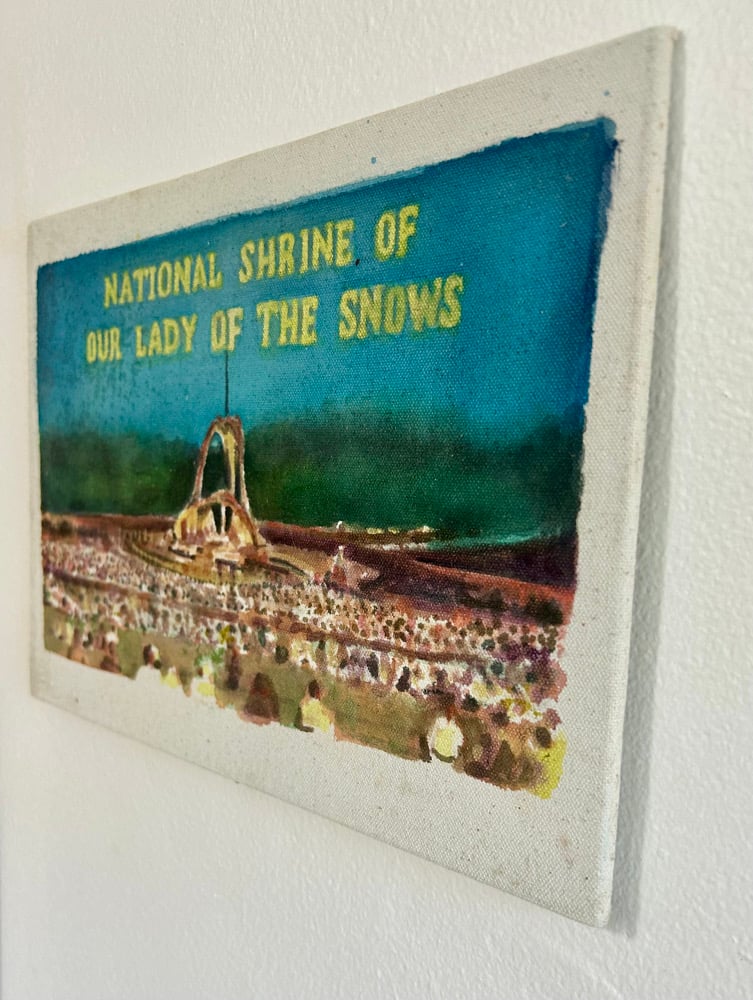 NATIONAL SHRINE OF
OUR LADY OF THE SNOWS